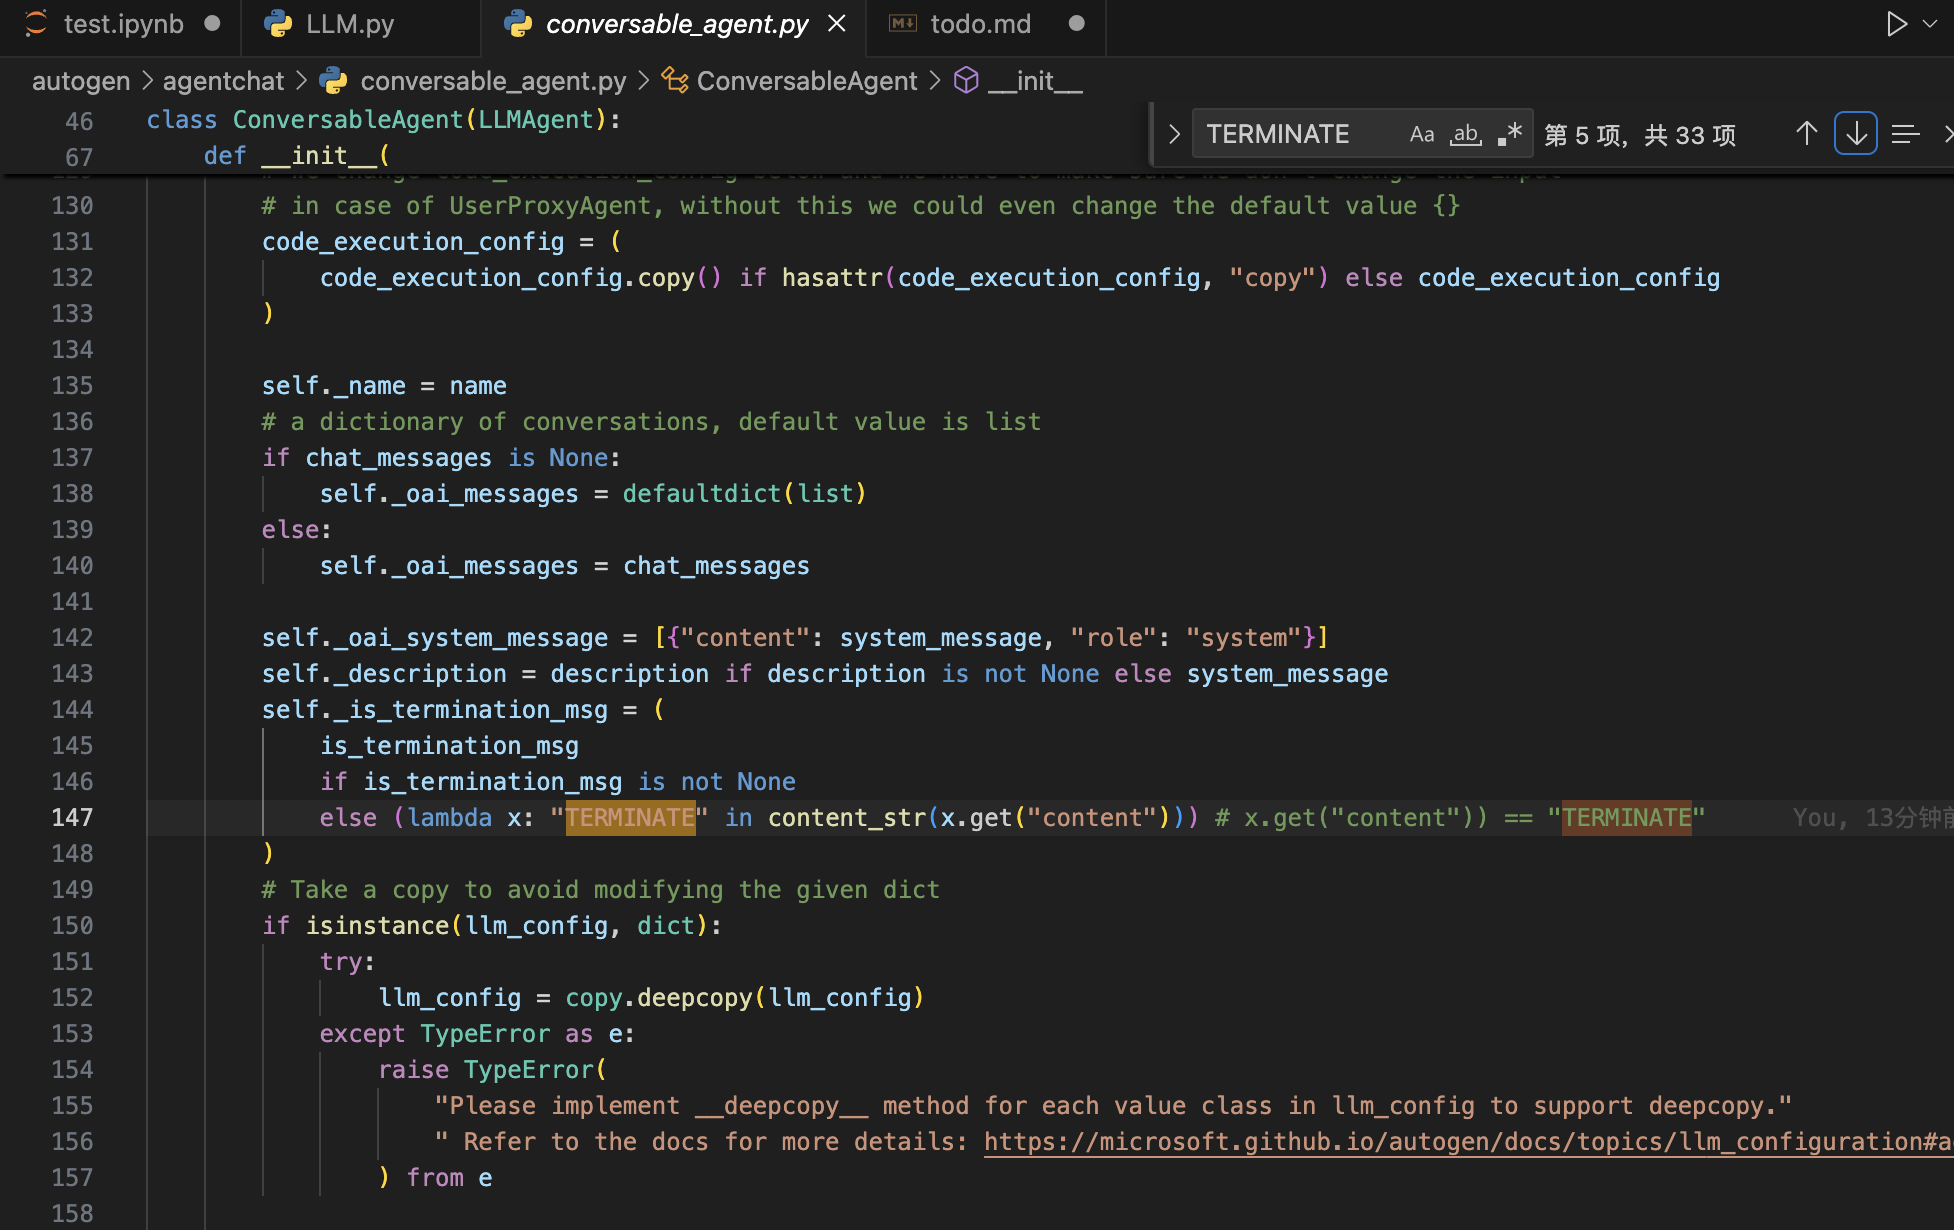 test.ipynb
LLM.py
conversable_agent.py
todo.md
autogen > agentchat > conversable_agent.py > ConversableAgent > __init__
TERMINATE Aa ab .* 第 5 项，共 33 项
46 class ConversableAgent(LLMAgent):
67 def __init__(
130 # in case of UserProxyAgent, without this we could even change the default value {}
131 code_execution_config = (
132 code_execution_config.copy() if hasattr(code_execution_config, "copy") else code_execution_config
133 )
134
135 self._name = name
136 # a dictionary of conversations, default value is list
137 if chat_messages is None:
138 self._oai_messages = defaultdict(list)
139 else:
140 self._oai_messages = chat_messages
141
142 self._oai_system_message = [{"content": system_message, "role": "system"}]
143 self._description = description if description is not None else system_message
144 self._is_termination_msg = (
145 is_termination_msg
146 if is_termination_msg is not None
147 else (lambda x: "TERMINATE" in content_str(x.get("content"))) # x.get("content")) == "TERMINATE" You, 13分钟前
148 )
149 # Take a copy to avoid modifying the given dict
150 if isinstance(llm_config, dict):
151 try:
152 llm_config = copy.deepcopy(llm_config)
153 except TypeError as e:
154 raise TypeError(
155 "Please implement __deepcopy__ method for each value class in llm_config to support deepcopy."
156 " Refer to the docs for more details: https://microsoft.github.io/autogen/docs/topics/llm_configuration#a
157 ) from e
158